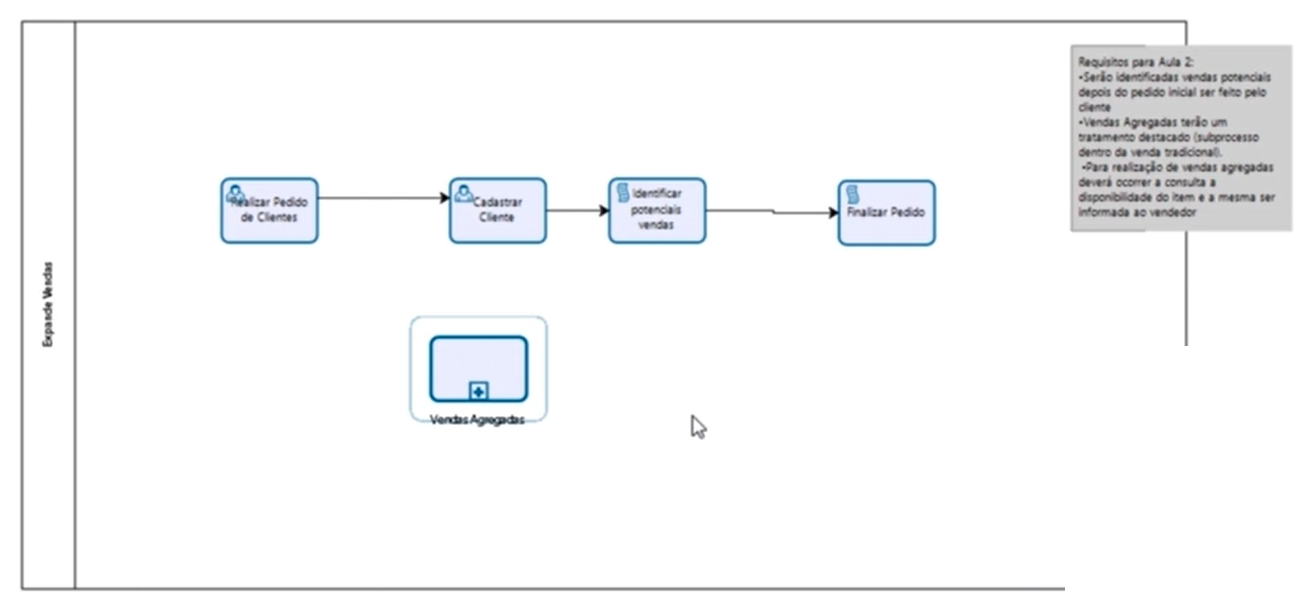 Expande Vendas
Realizar Pedido
de Clientes
Cadastrar
Cliente
Identificar
potenciais
vendas
Finalizar Pedido
Vendas Agregadas
Requisitos para Aula 2:
•Serão identificadas vendas potenciais
depois do pedido inicial ser feito pelo
cliente
•Vendas Agregadas terão um
tratamento destacado (subprocesso
dentro da venda tradicional).
•Para realização de vendas agregadas
deverá ocorrer a consulta a
disponibilidade do item e a mesma ser
informada ao vendedor